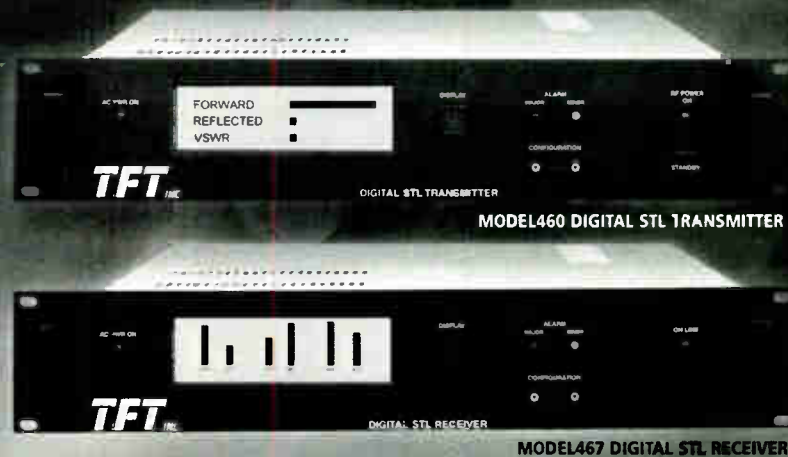 AC PWR ON
FORWARD
REFLECTED
VSWR
DISPLAY
ALARM
MAJOR MINOR
CONFIGURATION
RF POWER
ON
STANDBY
TFT INC
DIGITAL STL TRANSMITTER
MODEL460 DIGITAL STL TRANSMITTER
AC PWR ON
DISPLAY
ALARM
MAJOR MINOR
CONFIGURATION
ON LINE
TFT INC
DIGITAL STL RECEIVER
MODEL467 DIGITAL STL RECEIVER